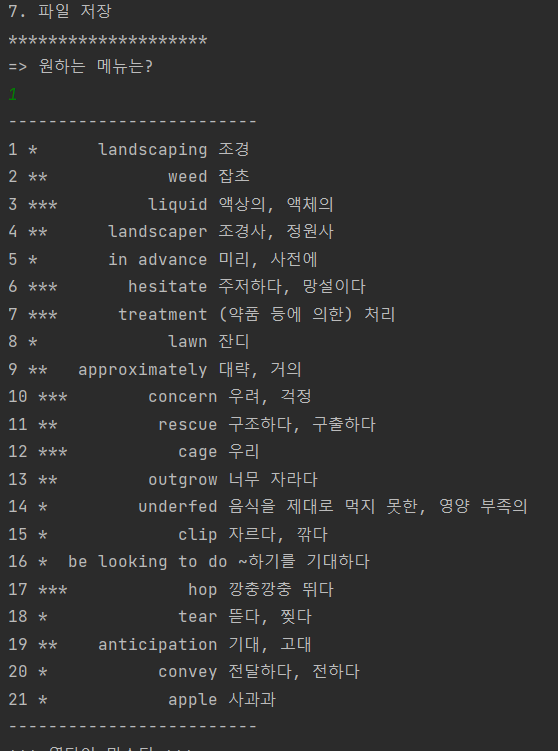 7. 파일 저장
********************
=> 원하는 메뉴는?
1
-------------------------
1 *      landscaping 조경
2 **            weed 잡초
3 ***         liquid 액상의, 액체의
4 **      landscaper 조경사, 정원사
5 *       in advance 미리, 사전에
6 ***       hesitate 주저하다, 망설이다
7 ***      treatment (약품 등에 의한) 처리
8 *             lawn 잔디
9 **   approximately 대략, 거의
10 ***        concern 우려, 걱정
11 **          rescue 구조하다, 구출하다
12 ***           cage 우리
13 **         outgrow 너무 자라다
14 *         underfed 음식을 제대로 먹지 못한, 영양 부족의
15 *             clip 자르다, 깎다
16 *  be looking to do ~하기를 기대하다
17 ***            hop 깡충깡충 뛰다
18 *             tear 뜯다, 찢다
19 **    anticipation 기대, 고대
20 *           convey 전달하다, 전하다
21 *            apple 사과과
-------------------------